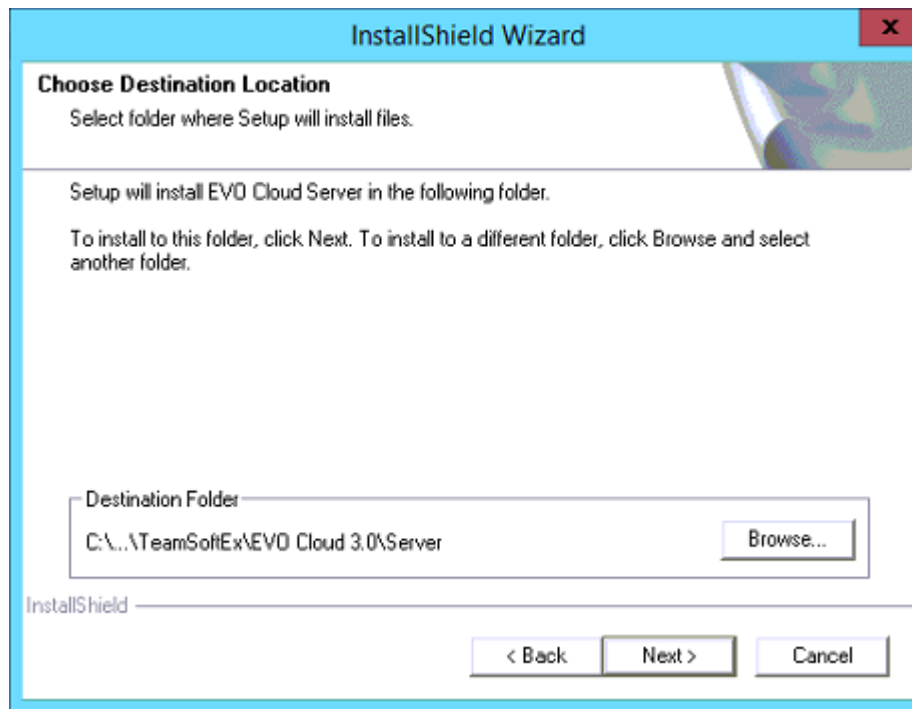 InstallShield Wizard
x
Choose Destination Location
Select folder where Setup will install files.
Setup will install EVO Cloud Server in the following folder.
To install to this folder, click Next. To install to a different folder, click Browse and select
another folder.
Destination Folder
C:\...\TeamSoftEx\EVO Cloud 3.0\Server
Browse...
InstallShield
< Back
Next >
Cancel